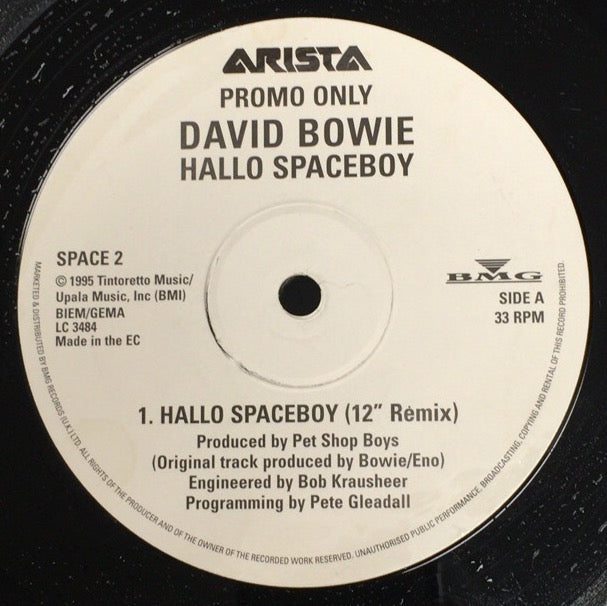 ARISTA
PROMO ONLY
DAVID BOWIE
HALLO SPACEBOY
SPACE 2
© 1995 Tintoretto Music/
Upala Music, Inc (BMI)
BIEM/GEMA
LC 3484
Made in the EC
BMG
SIDE A
33 RPM
1. HALLO SPACEBOY (12" Remix)
Produced by Pet Shop Boys
(Original track produced by Bowie/Eno)
Engineered by Bob Krausheer
Programming by Pete Gleadall
MARKETED & DISTRIBUTED BY BMG RECORDS (U.K.) LTD. ALL RIGHTS OF THE PRODUCER AND OF THE OWNER OF THE RECORDED WORK RESERVED. UNAUTHORISED PUBLIC PERFORMANCE, BROADCASTING, COPYING AND RENTAL OF THIS RECORD PROHIBITED.